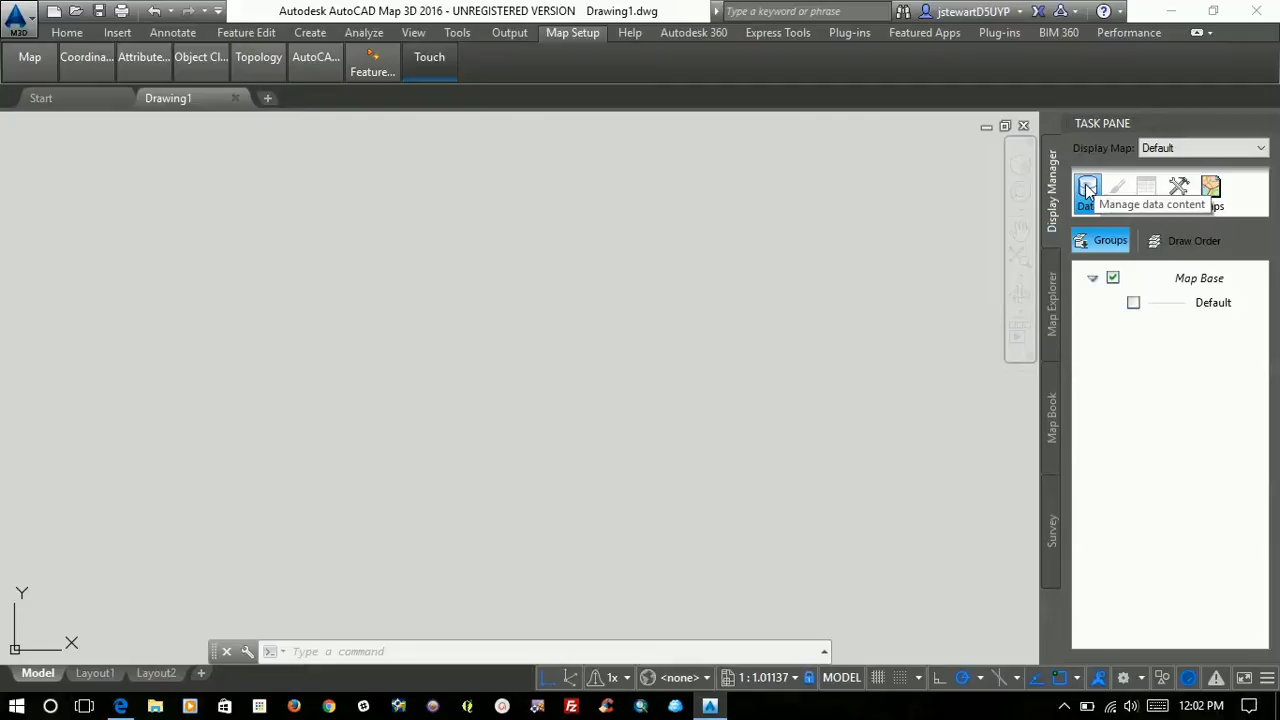 Autodesk AutoCAD Map 3D 2016 - UNREGISTERED VERSION Drawing1.dwg
Type a keyword or phrase
jstewartD5UYP
M3D
Home Insert Annotate Feature Edit Create Analyze View Tools Output Map Setup Help Autodesk 360 Express Tools Plug-ins Featured Apps Plug-ins BIM 360 Performance
Map Coordina... Attribute... Object Cl... Topology AutoCA... Feature... Touch
Start Drawing1
TASK PANE
Display Map: Default
Manage data content
Groups Draw Order
Map Base
Default
Display Manager
Map Explorer
Map Book
Survey
Y
X
Type a command
Model Layout1 Layout2
1x <none> 1 : 1.01137 MODEL
12:02 PM